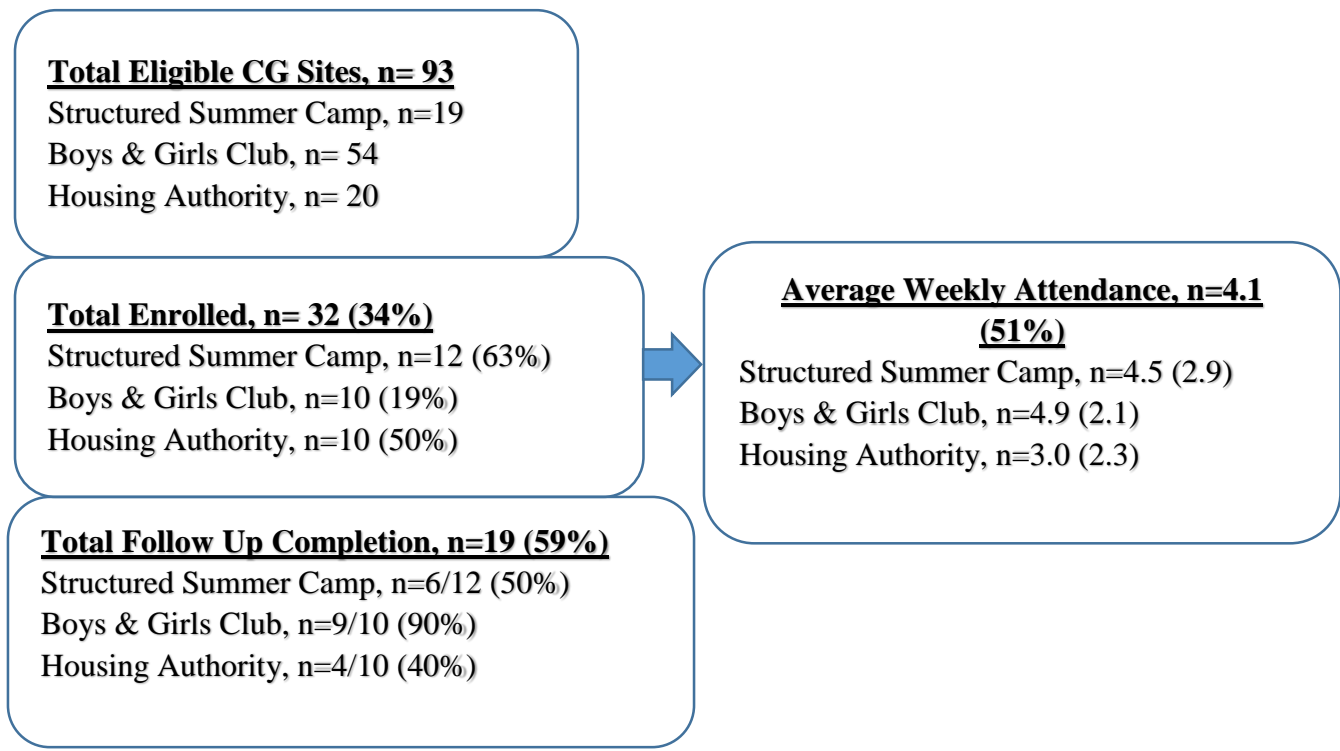 Total Eligible CG Sites, n= 93
Structured Summer Camp, n=19
Boys & Girls Club, n= 54
Housing Authority, n= 20
Total Enrolled, n= 32 (34%)
Structured Summer Camp, n=12 (63%)
Boys & Girls Club, n=10 (19%)
Housing Authority, n=10 (50%)
Average Weekly Attendance, n=4.1
(51%)
Structured Summer Camp, n=4.5 (2.9)
Boys & Girls Club, n=4.9 (2.1)
Housing Authority, n=3.0 (2.3)
Total Follow Up Completion, n=19 (59%)
Structured Summer Camp, n=6/12 (50%)
Boys & Girls Club, n=9/10 (90%)
Housing Authority, n=4/10 (40%)